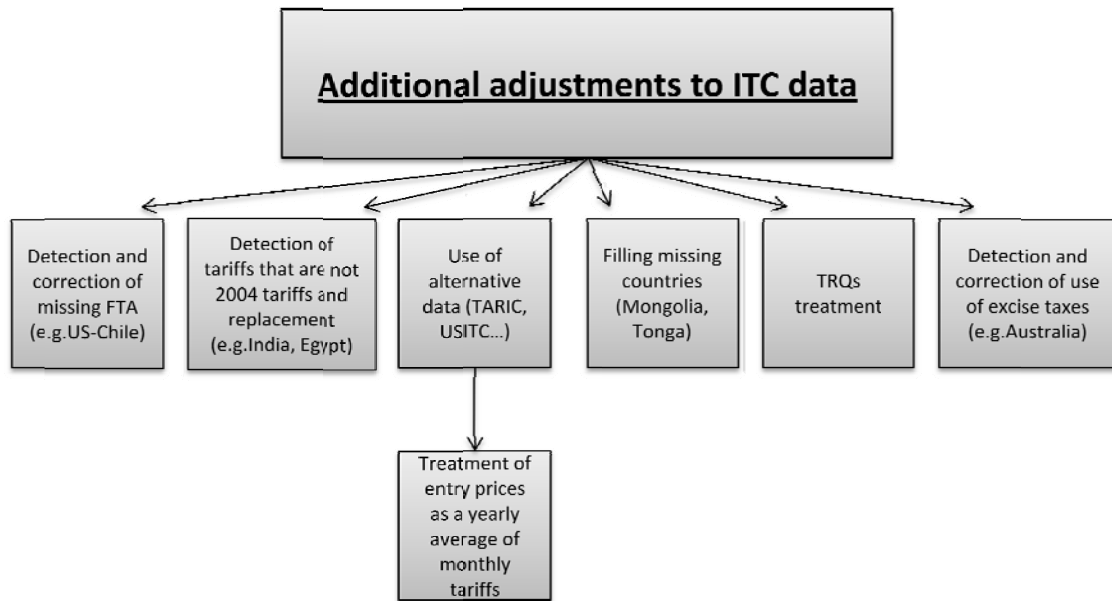 Additional adjustments to ITC data
Detection and
correction of
missing FTA
(e.g.US-Chile)
Detection of
tariffs that are not
2004 tariffs and
replacement
(e.g.India, Egypt)
Use of
alternative
data (TARIC,
USITC...)
Filling missing
countries
(Mongolia,
Tonga)
TRQs
treatment
Detection and
correction of use
of excise taxes
(e.g.Australia)
Treatment of
entry prices
as a yearly
average of
monthly
tariffs